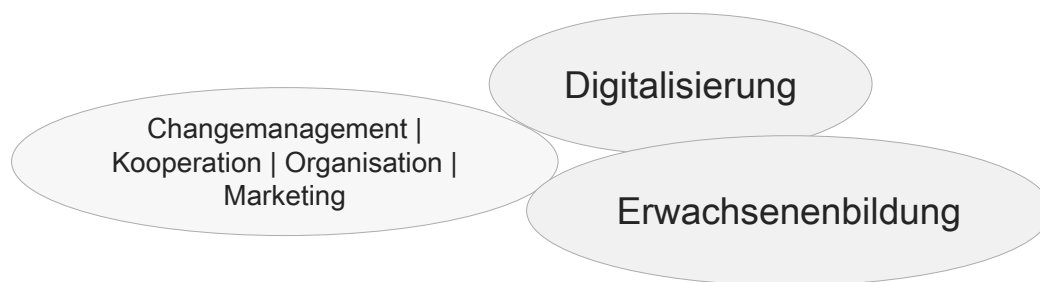 Digitalisierung
Changemanagement |
Kooperation | Organisation |
Marketing
Erwachsenenbildung